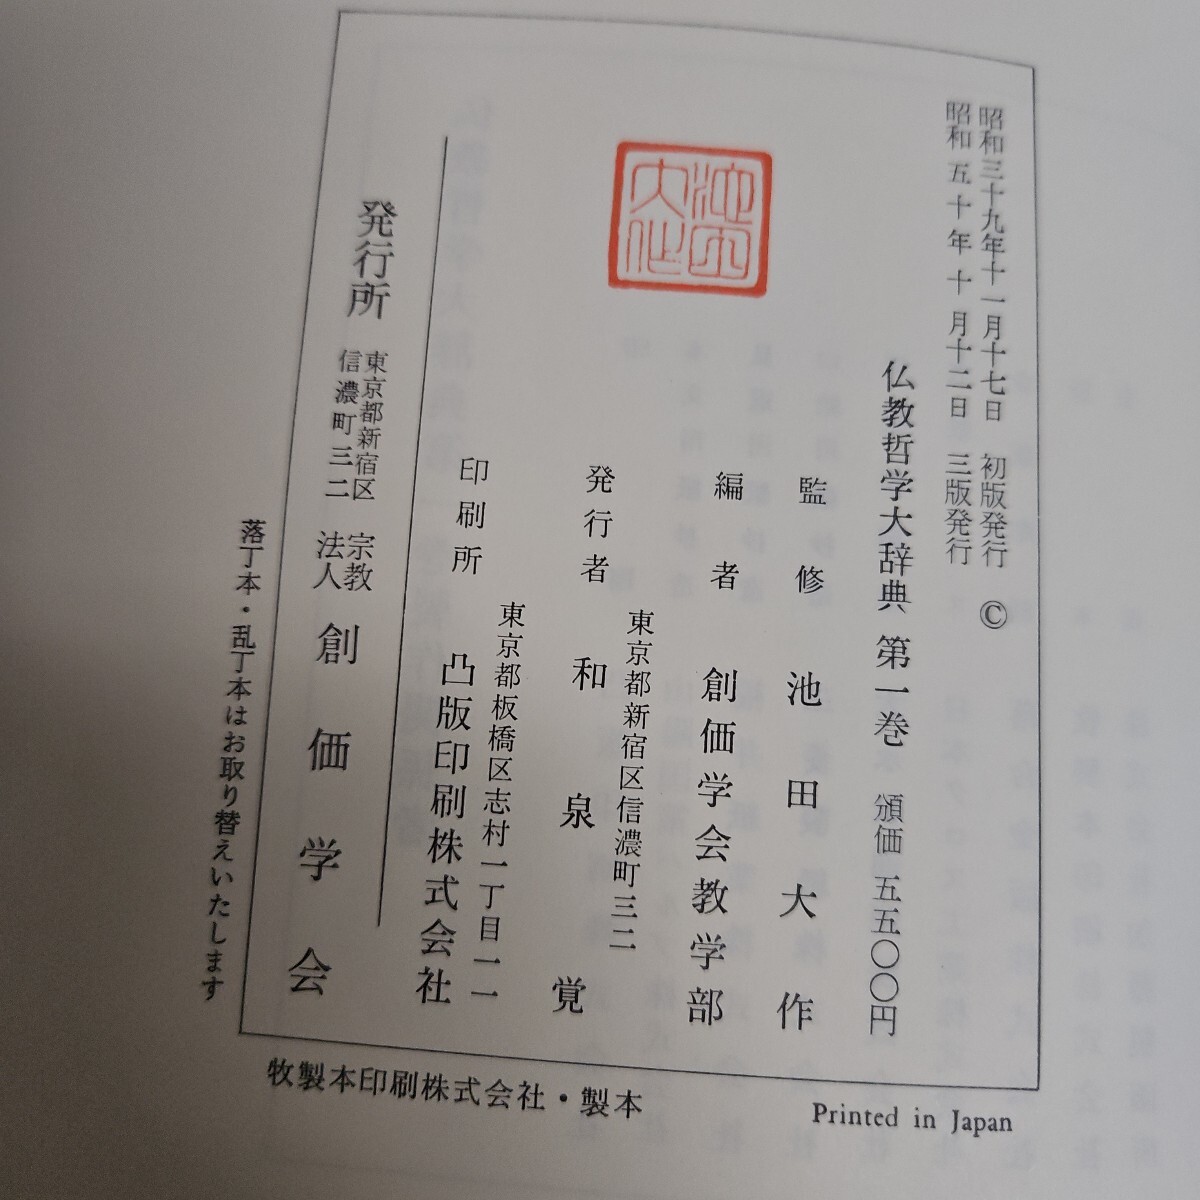 昭和三十九年十一月十七日 初版発行 ©
昭和五十年十月十二日 三版発行
仏教哲学大辞典 第一巻 頒価 五五〇〇円
池田
大作
監修 池田大作
編者 創価学会教学部
東京都新宿区信濃町三二
発行者 和泉覚
東京都板橋区志村一丁目一一
印刷所 凸版印刷株式会社
発行所 東京都新宿区
信濃町三二
宗教
法人
創価学会
落丁本・乱丁本はお取り替えいたします
牧製本印刷株式会社・製本
Printed in Japan